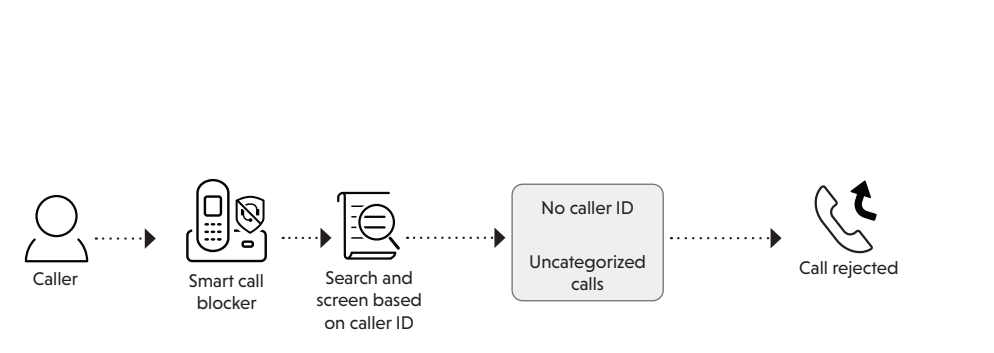 Caller
Smart call
blocker
Search and
screen based
on caller ID
No caller ID
Uncategorized
calls
Call rejected